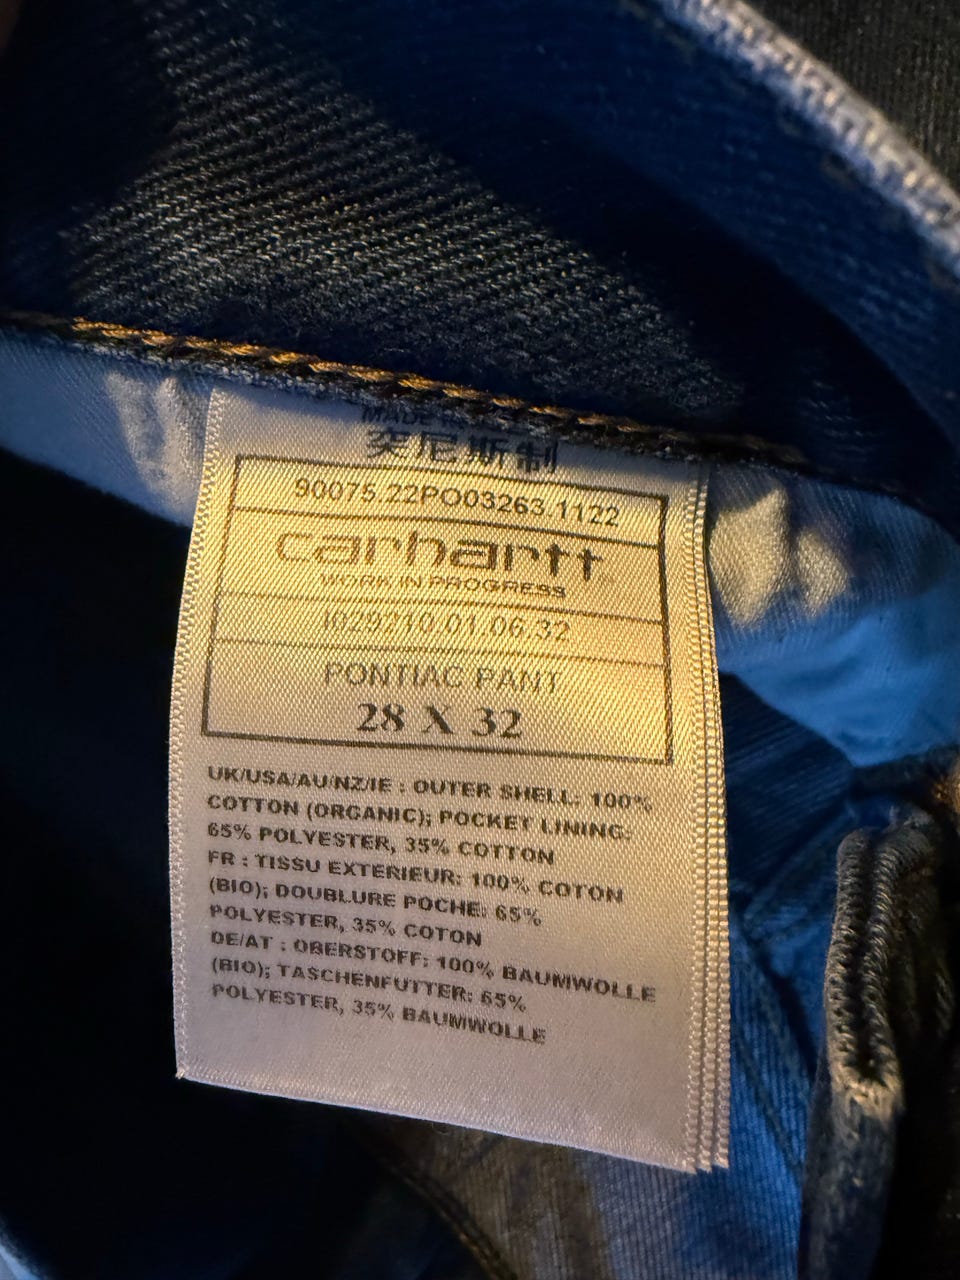 MADE
突尼斯制
90075.22PO03263.1122
carhartt
WORK IN PROGRESS
I029210.01.06.32
PONTIAC PANT
28 X 32
UK/USA/AU/NZ/IE : OUTER SHELL: 100%
COTTON (ORGANIC); POCKET LINING:
65% POLYESTER, 35% COTTON
FR : TISSU EXTERIEUR: 100% COTON
(BIO); DOUBLURE POCHE: 65%
POLYESTER, 35% COTON
DE/AT : OBERSTOFF: 100% BAUMWOLLE
(BIO); TASCHENFUTTER: 65%
POLYESTER, 35% BAUMWOLLE